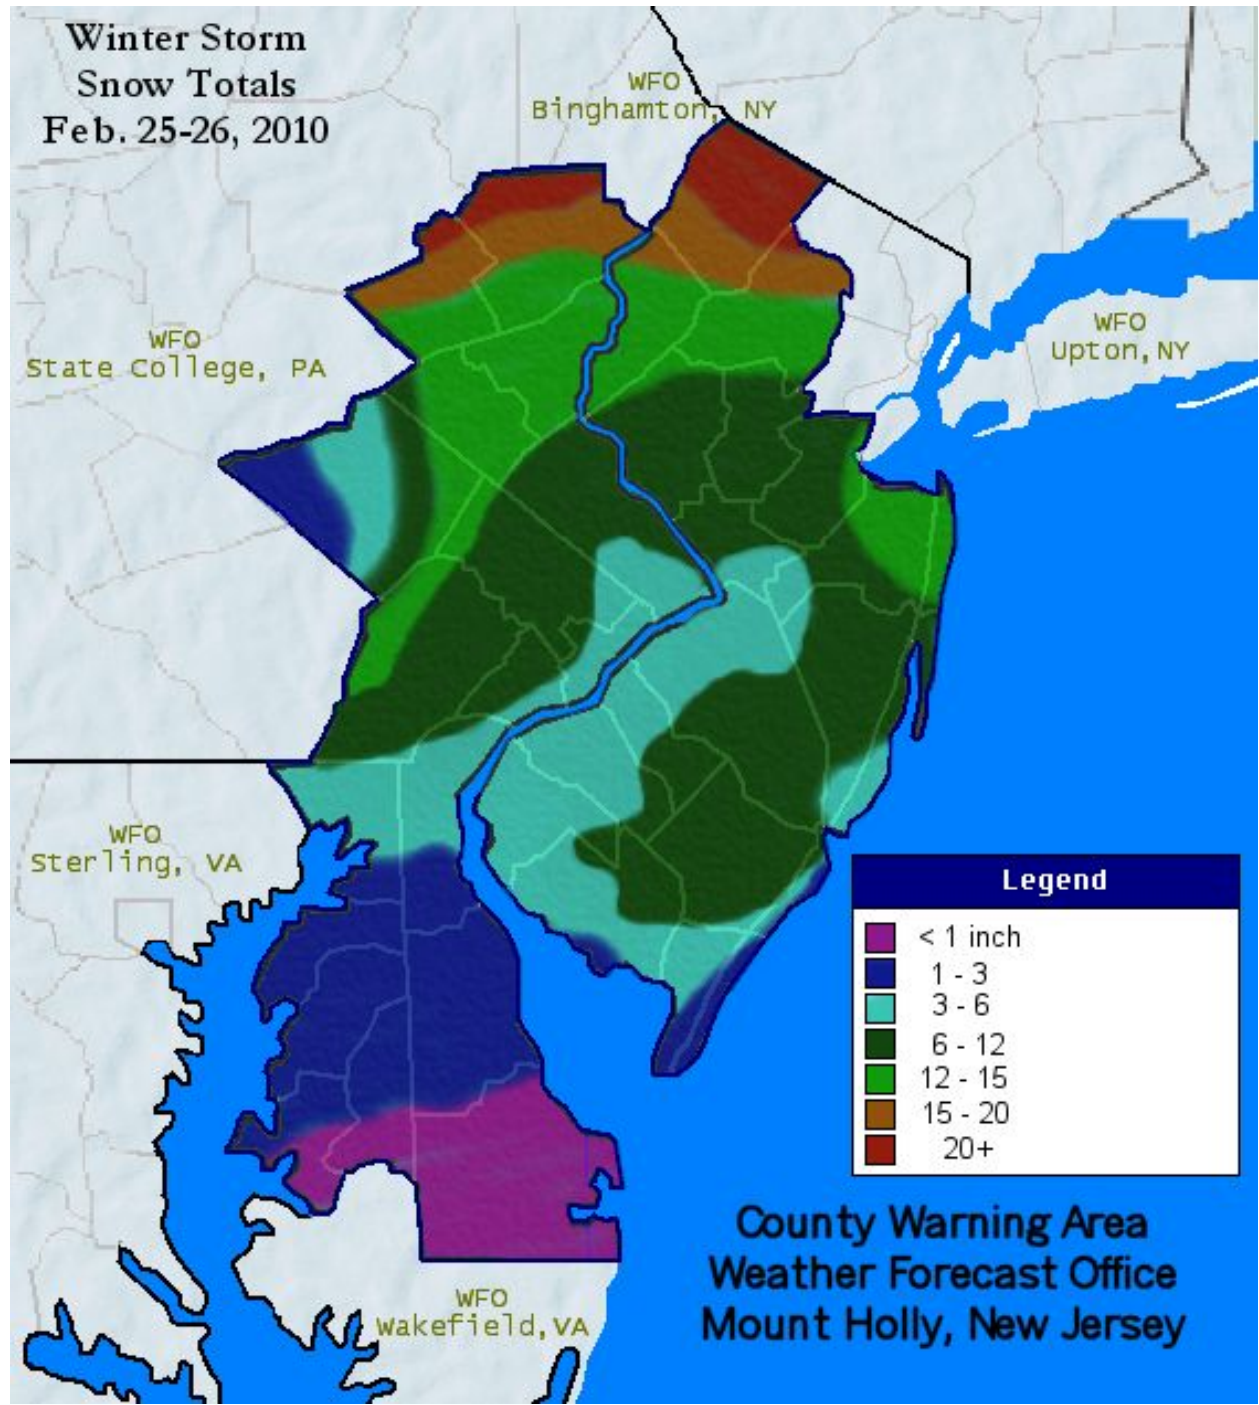 Winter Storm
Snow Totals
Feb. 25-26, 2010
WFO
Binghamton, NY
WFO
State College, PA
WFO
Upton,NY
WFO
Sterling, VA
Legend
< 1 inch
1 - 3
3 - 6
6 - 12
12 - 15
15 - 20
20+
County Warning Area
Weather Forecast Office
Mount Holly, New Jersey
WFO
Wakefield,VA